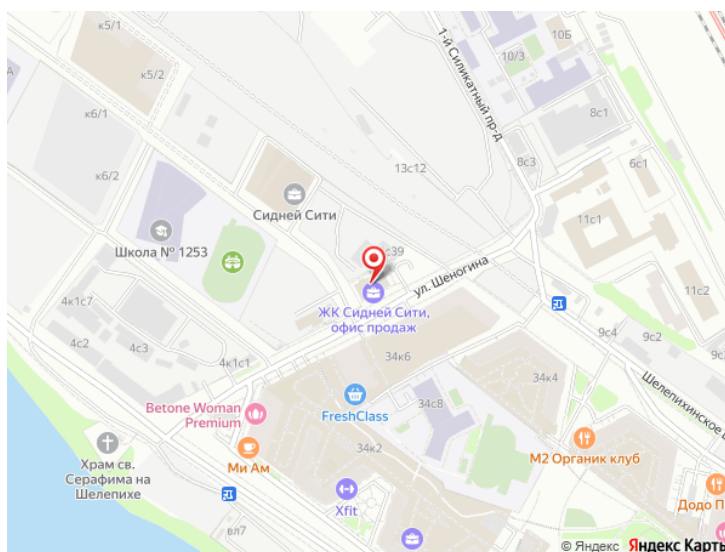 к5/1
А
к5/2
к6/1
к6/2
10/3
10Б
1-й Силикатный пр-д
8с1
8с3
6с1
13с12
11с1
11с2
Сидней Сити
Школа № 1253
с39
ул. Шеногина
ЖК Сидней Сити,
офис продаж
4к1с7
4с2
4с3
4к1с1
9с4
9с2
34к6
34к4
FreshClass
34с8
Betone Woman
Premium
Ми Ам
34к2
М2 Органик клуб
Храм св.
Серафима на
Шелепихе
Xfit
вл7
© Яндекс Яндекс Карты